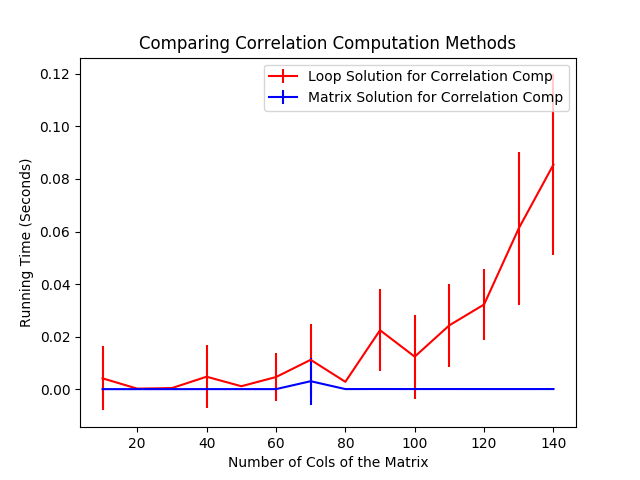 Comparing Correlation Computation Methods
Loop Solution for Correlation Comp
Matrix Solution for Correlation Comp
Running Time (Seconds)
0.12
0.10
0.08
0.06
0.04
0.02
0.00
20 40 60 80 100 120 140
Number of Cols of the Matrix